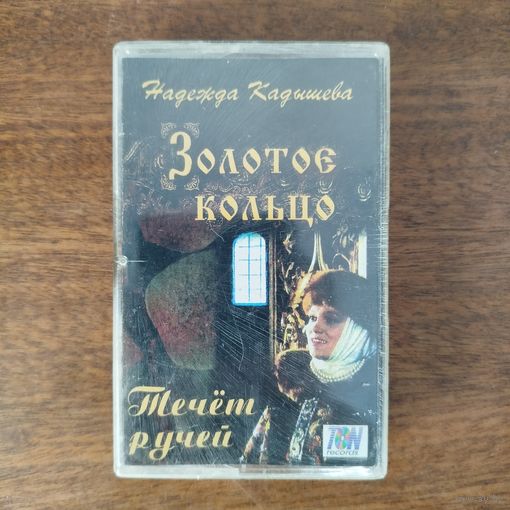 Надежда Кадышева
Золотое
кольцо
Течёт
ручей
records